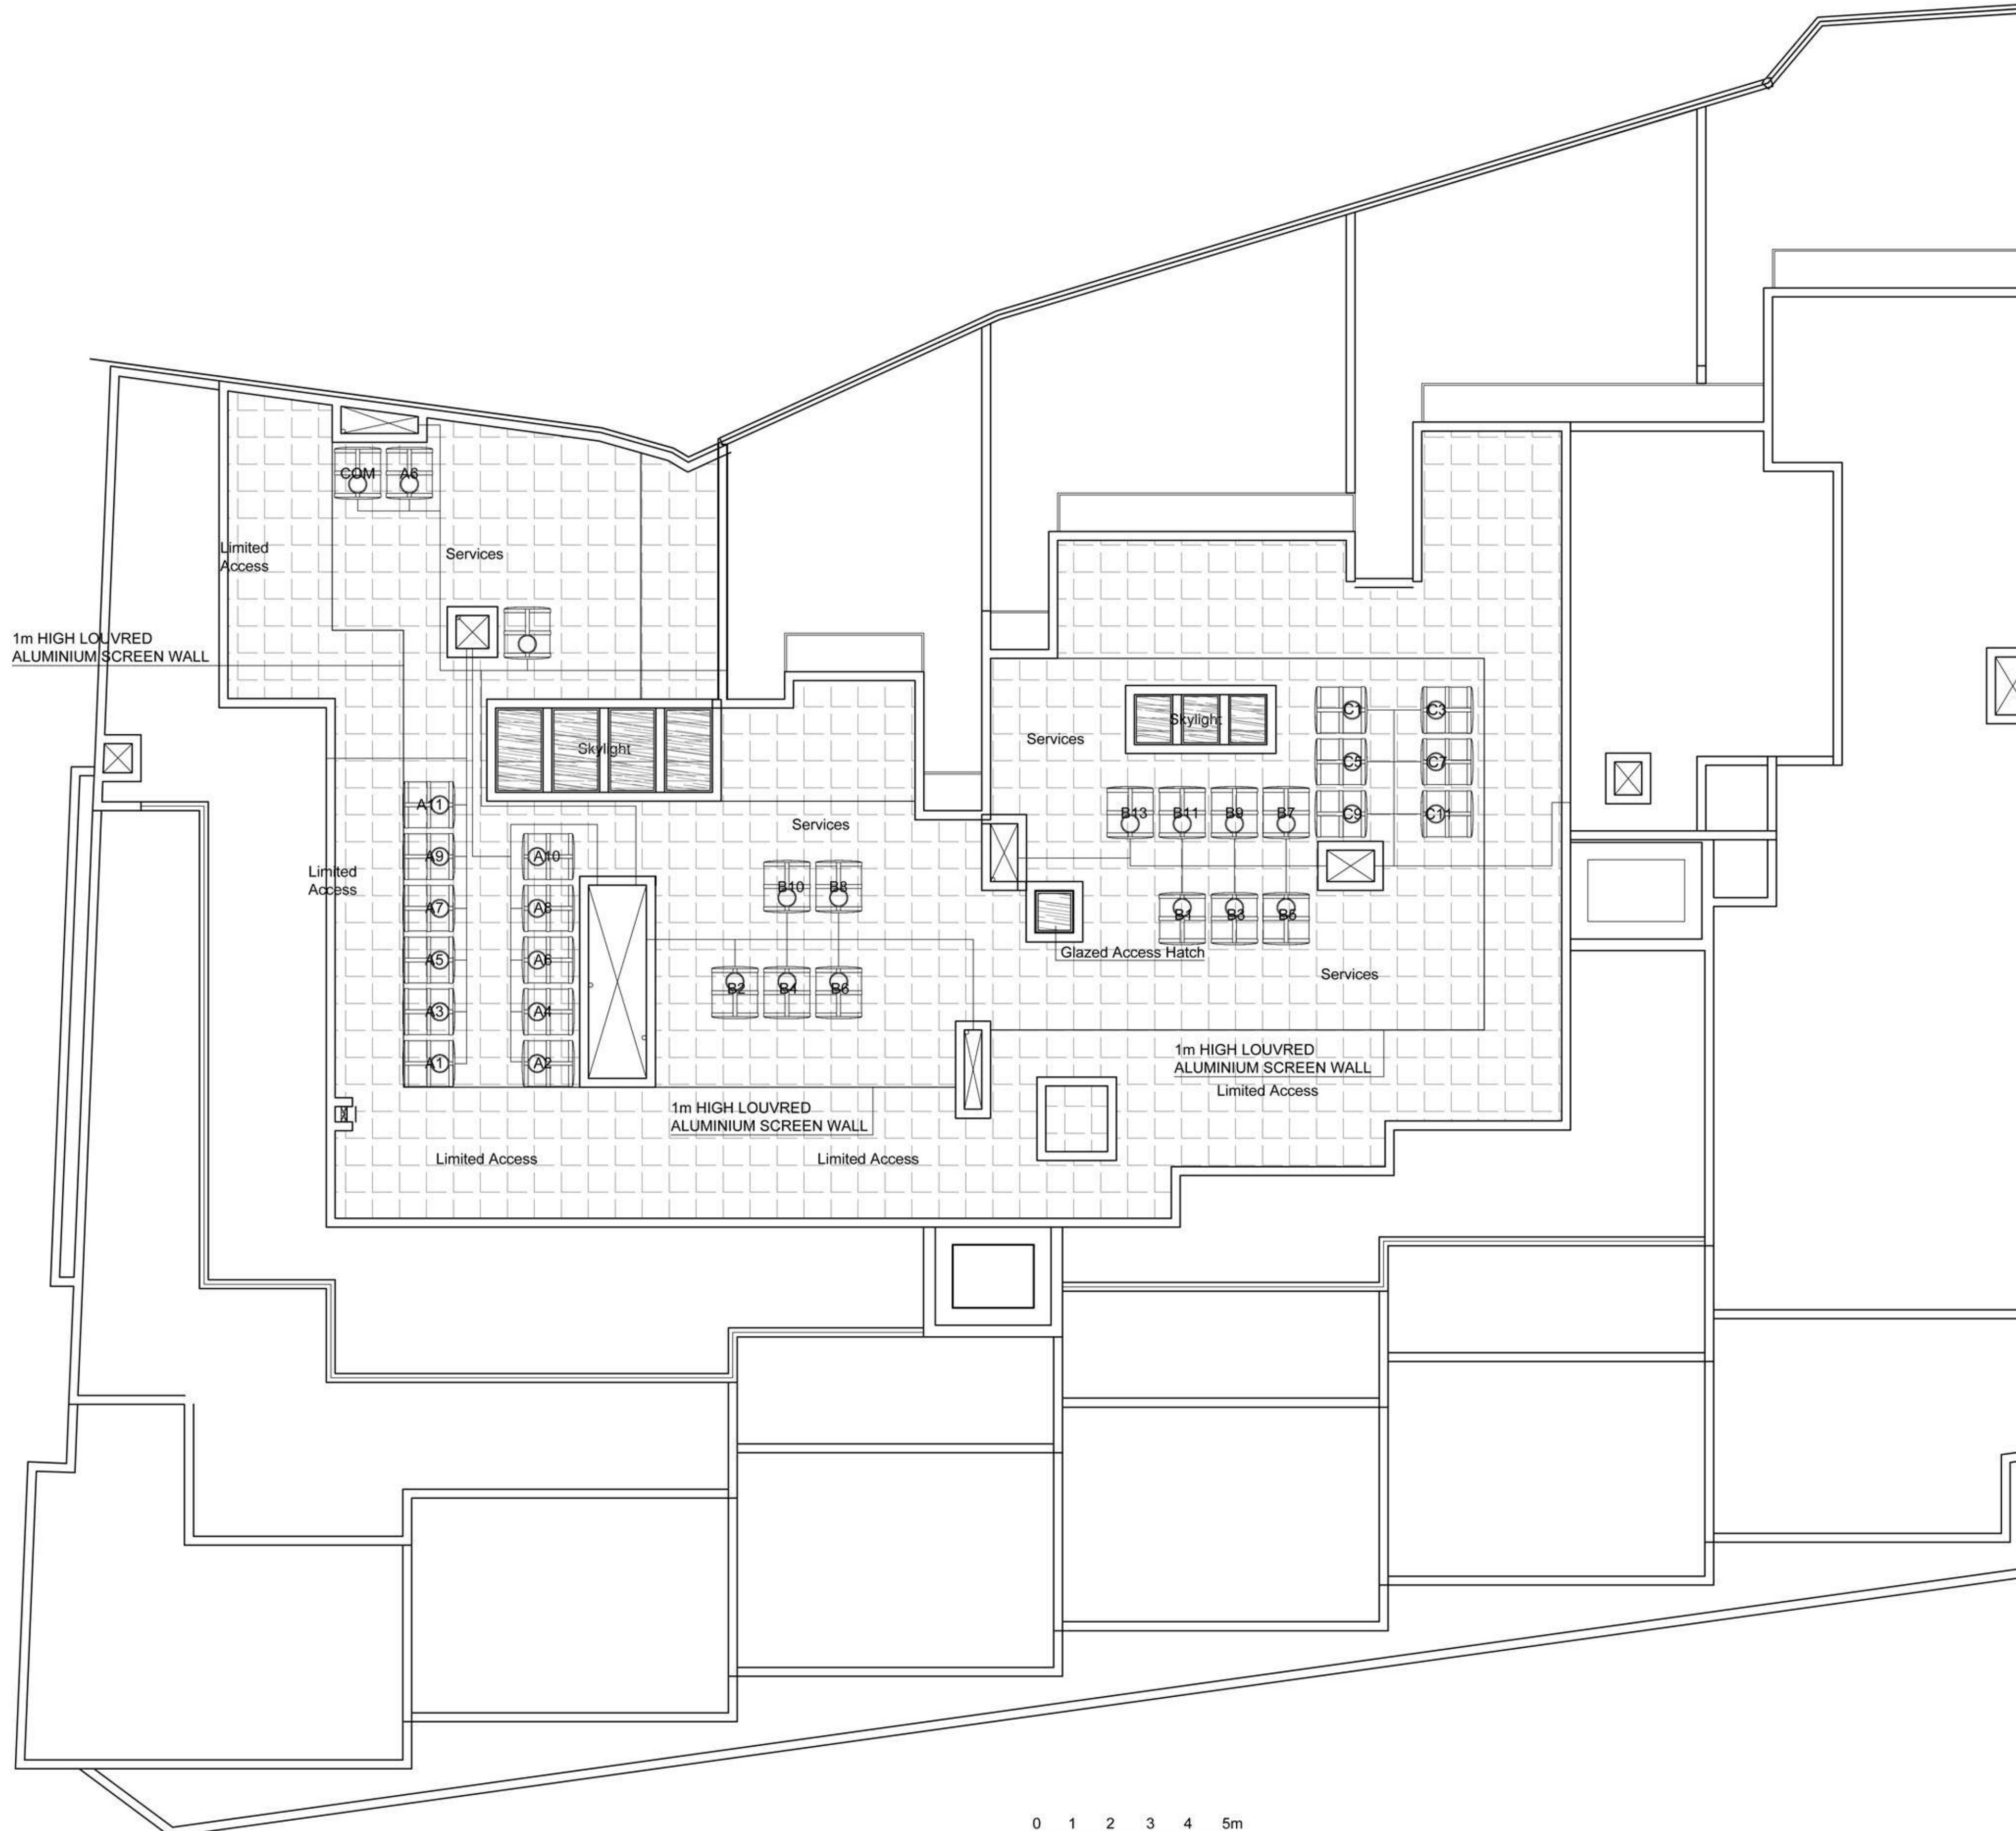 COM
A6
Limited
Access
Services
1m HIGH LOUVRED
ALUMINIUM SCREEN WALL
Skylight
Services
Skylight
C1
C3
C5
C7
C9
C11
A11
A9
A7
A5
A3
A1
Limited
Access
A10
A8
A6
A4
A2
Services
B10
B8
B2
B4
B6
B13
B11
B9
B7
B1
B3
B5
Glazed Access Hatch
Services
1m HIGH LOUVRED
ALUMINIUM SCREEN WALL
Limited Access
1m HIGH LOUVRED
ALUMINIUM SCREEN WALL
Limited Access
Limited Access
0 1 2 3 4 5m